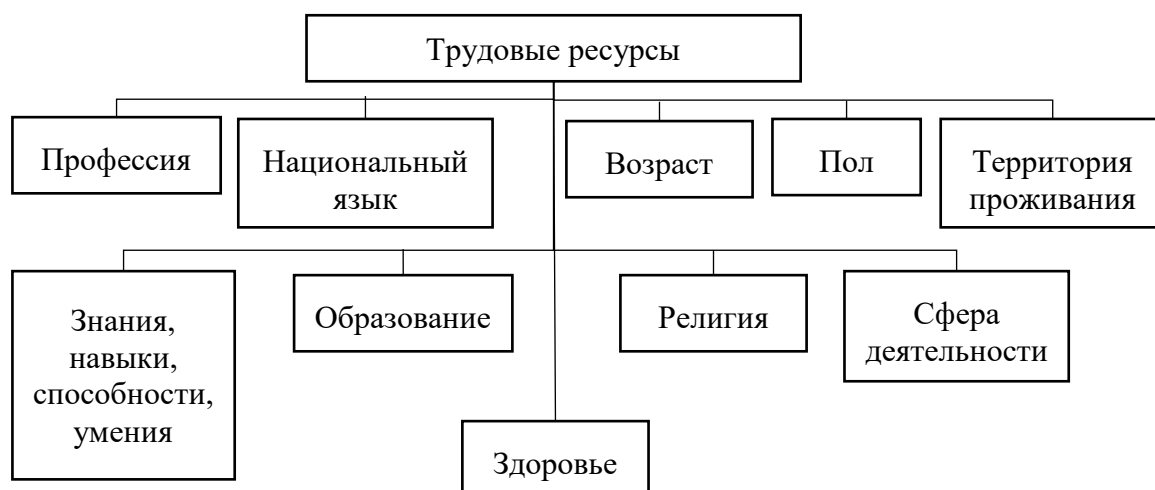 Трудовые ресурсы
Профессия
Национальный
язык
Возраст
Пол
Территория
проживания
Знания,
навыки,
способности,
умения
Образование
Религия
Сфера
деятельности
Здоровье